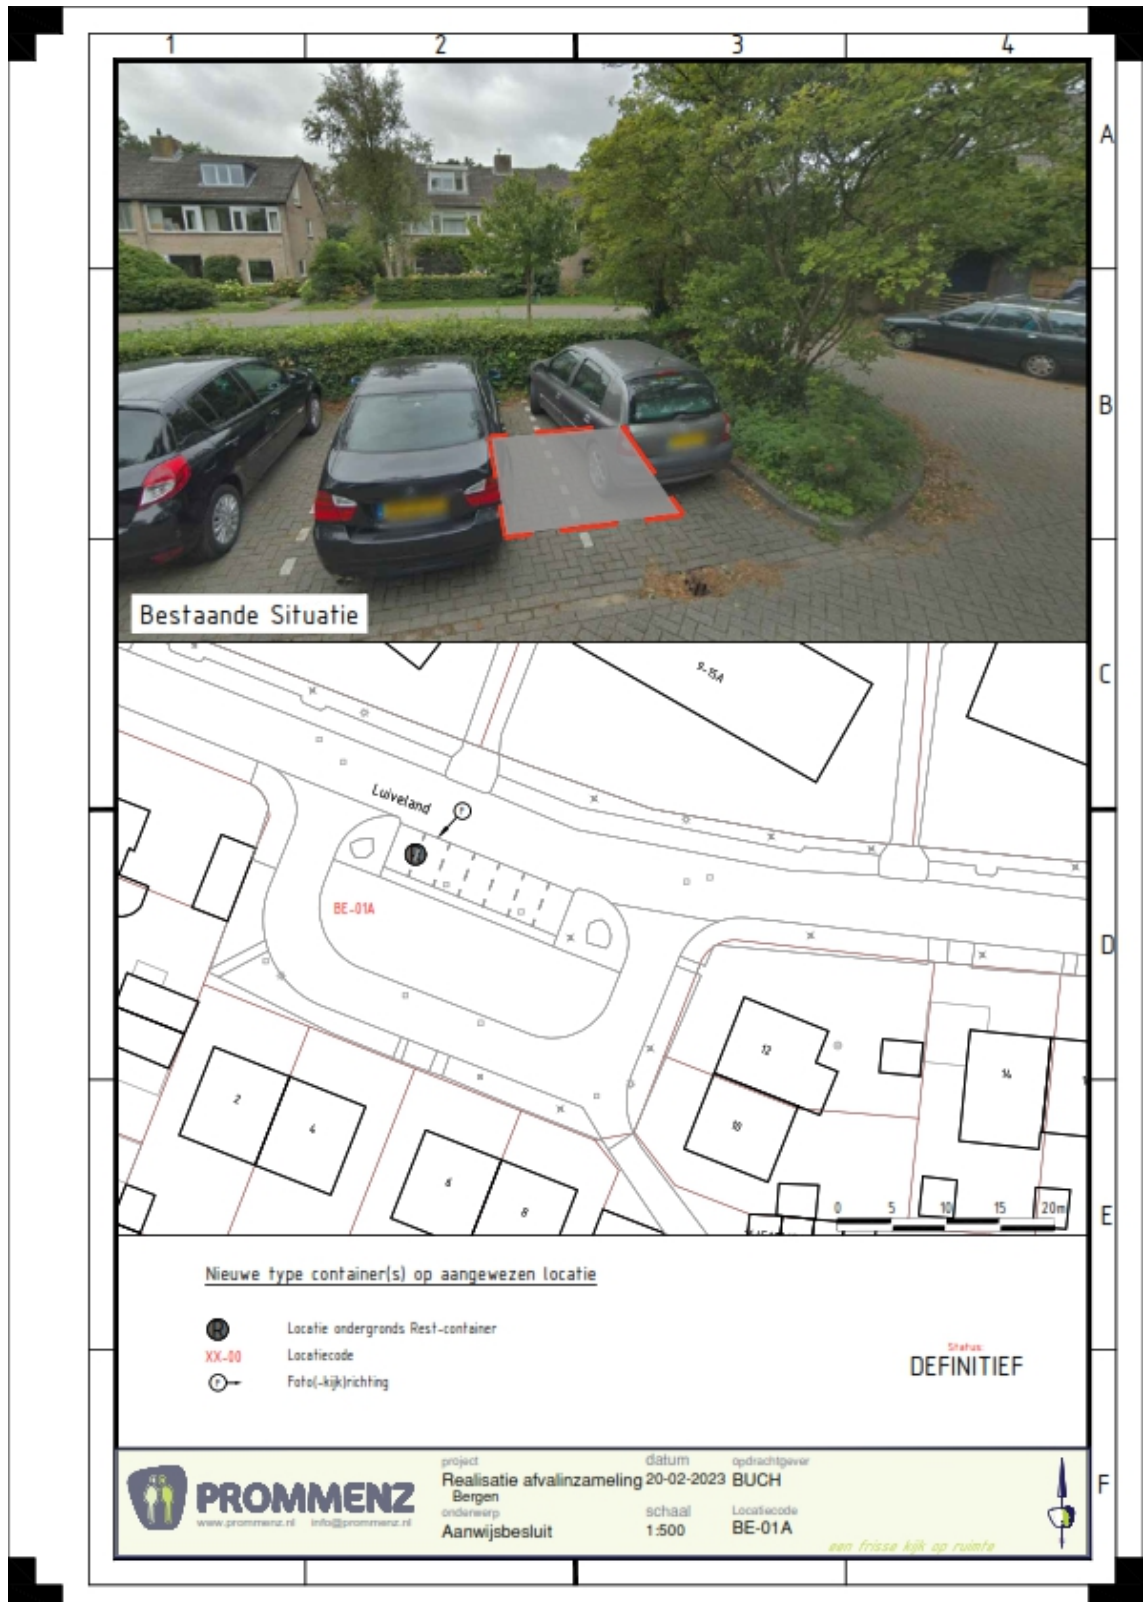 1 2 3 4
A
B
C
D
E
F
Bestaande Situatie
9-15A
Luiveland
F
R
BE-01A
12
10
14
2
4
6
8
0 5 10 15 20m
Nieuwe type container(s) op aangewezen locatie
R Locatie ondergronds Rest-container
XX-00 Locatiecode
F Foto(-kijk)richting
Status:
DEFINITIEF
PROMMENZ
www.prommenz.nl info@prommenz.nl
project
Realisatie afvalinzameling
Bergen
onderwerp
Aanwijsbesluit
datum
20-02-2023
schaal
1:500
opdrachtgever
BUCH
Locatiecode
BE-01A
een frisse kijk op ruimte